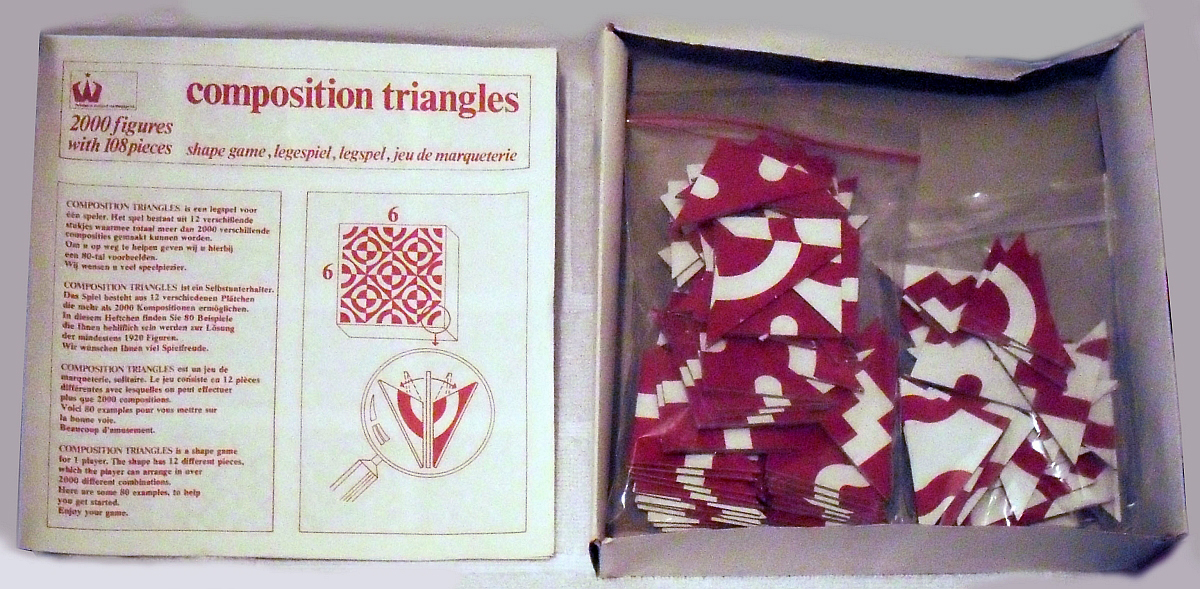 composition triangles
2000 figures
with 108 pieces
shape game, legespiel, legspel, jeu de marqueterie
COMPOSITION TRIANGLES is een legspel voor
één speler. Het spel bestaat uit 12 verschillende
stukjes waarmee totaal meer dan 2000 verschillende
composities gemaakt kunnen worden.
Om u op weg te helpen geven wij u hierbij
een 80-tal voorbeelden.
Wij wensen u veel speelplezier.
COMPOSITION TRIANGLES ist ein Selbstunterhalter.
Das Spiel besteht aus 12 verschiedenen Plätchen
die mehr als 2000 Kompositionen ermöglichen.
In diesem Heftchen finden Sie 80 Beispiele
die Ihnen behilflich sein werden zur Lösung
der mindestens 1920 Figuren.
Wir wünschen Ihnen viel Spielfreude.
COMPOSITION TRIANGLES est un jeu de
marqueterie, solitaire. Le jeu consiste en 12 pièces
différentes avec lesquelles on peut effectuer
plus que 2000 compositions.
Voici 80 examples pour vous mettre sur
la bonne voie.
Beaucoup d'amusement.
COMPOSITION TRIANGLES is a shape game
for 1 player. The shape has 12 different pieces,
which the player can arrange in over
2000 different combinations.
Here are some 80 examples, to help
you get started.
Enjoy your game.
6
6